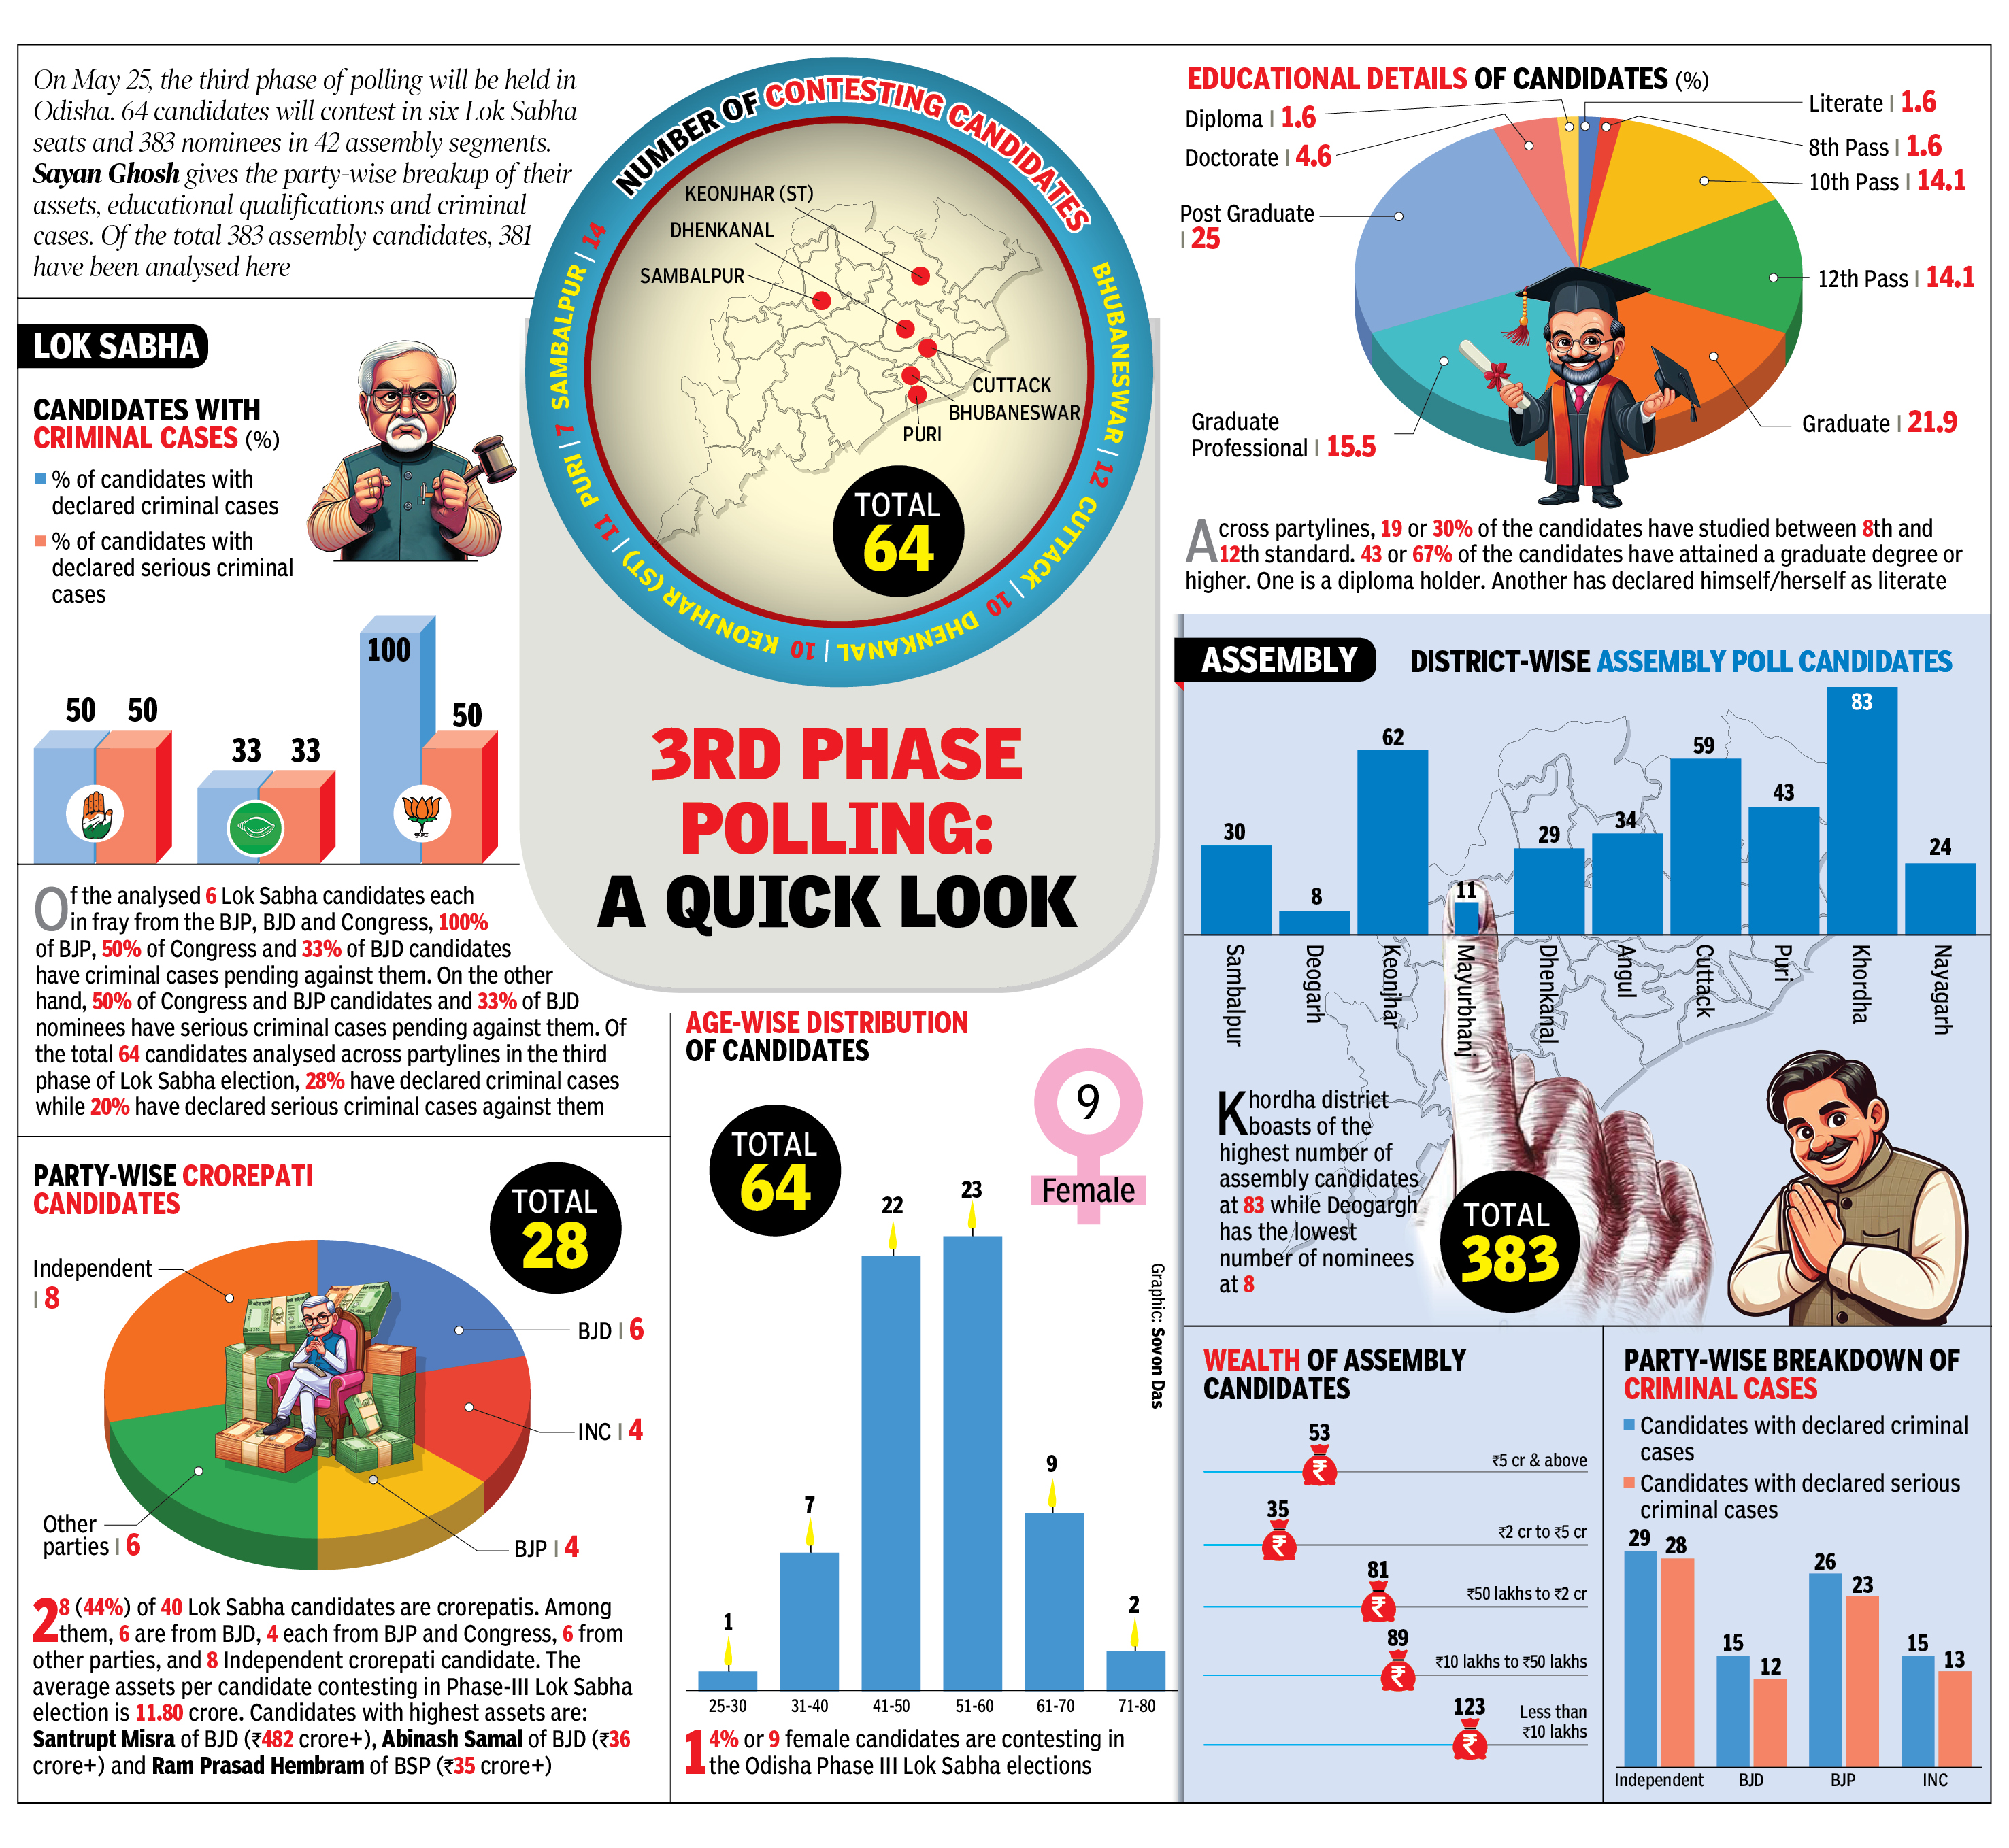 On May 25, the third phase of polling will be held in
Odisha. 64 candidates will contest in six Lok Sabha
seats and 383 nominees in 42 assembly segments.
Sayan Ghosh gives the party-wise breakup of their
assets, educational qualifications and criminal
cases. Of the total 383 assembly candidates, 381
have been analysed here
LOK SABHA
CANDIDATES WITH
CRIMINAL CASES (%)
% of candidates with
declared criminal cases
% of candidates with
declared serious criminal
cases
50 50
33 33
100
50
Of the analysed 6 Lok Sabha candidates each
in fray from the BJP, BJD and Congress, 100%
of BJP, 50% of Congress and 33% of BJD candidates
have criminal cases pending against them. On the other
hand, 50% of Congress and BJP candidates and 33% of BJD
nominees have serious criminal cases pending against them. Of
the total 64 candidates analysed across partylines in the third
phase of Lok Sabha election, 28% have declared criminal cases
while 20% have declared serious criminal cases against them
PARTY-WISE CROREPATI
CANDIDATES
TOTAL
28
Independent
| 8
BJD | 6
INC | 4
Other
parties | 6
BJP | 4
28 (44%) of 40 Lok Sabha candidates are crorepatis. Among
them, 6 are from BJD, 4 each from BJP and Congress, 6 from
other parties, and 8 Independent crorepati candidate. The
average assets per candidate contesting in Phase-III Lok Sabha
election is 11.80 crore. Candidates with highest assets are:
Santrupt Misra of BJD (₹482 crore+), Abinash Samal of BJD (₹36
crore+) and Ram Prasad Hembram of BSP (₹35 crore+)
NUMBER OF CONTESTING CANDIDATES
BHUBANESWAR | 12
CUTTACK | 10
DHENKANAL | 10
KEONJHAR (ST) | 11
PURI | 7
SAMBALPUR | 14
KEONJHAR (ST)
DHENKANAL
SAMBALPUR
CUTTACK
BHUBANESWAR
PURI
TOTAL
64
3RD PHASE
POLLING:
A QUICK LOOK
AGE-WISE DISTRIBUTION
OF CANDIDATES
TOTAL
64
9
Female
1
7
22
23
9
2
25-30 31-40 41-50 51-60 61-70 71-80
14% or 9 female candidates are contesting in
the Odisha Phase III Lok Sabha elections
Graphic: Sovon Das
EDUCATIONAL DETAILS OF CANDIDATES (%)
Diploma | 1.6
Doctorate | 4.6
Post Graduate
| 25
Graduate
Professional | 15.5
Literate | 1.6
8th Pass | 1.6
10th Pass | 14.1
12th Pass | 14.1
Graduate | 21.9
Across partylines, 19 or 30% of the candidates have studied between 8th and
12th standard. 43 or 67% of the candidates have attained a graduate degree or
higher. One is a diploma holder. Another has declared himself/herself as literate
ASSEMBLY
DISTRICT-WISE ASSEMBLY POLL CANDIDATES
30
8
62
11
29
34
59
43
83
24
Sambalpur
Deogarh
Keonjhar
Mayurbhanj
Dhenkanal
Angul
Cuttack
Puri
Khordha
Nayagarh
Khordha district
boasts of the
highest number of
assembly candidates
at 83 while Deogargh
has the lowest
number of nominees
at 8
TOTAL
383
WEALTH OF ASSEMBLY
CANDIDATES
53
₹5 cr & above
35
₹2 cr to ₹5 cr
81
₹50 lakhs to ₹2 cr
89
₹10 lakhs to ₹50 lakhs
123
Less than
₹10 lakhs
PARTY-WISE BREAKDOWN OF
CRIMINAL CASES
Candidates with declared criminal
cases
Candidates with declared serious
criminal cases
29 28
15 12
26 23
15 13
Independent BJD BJP INC